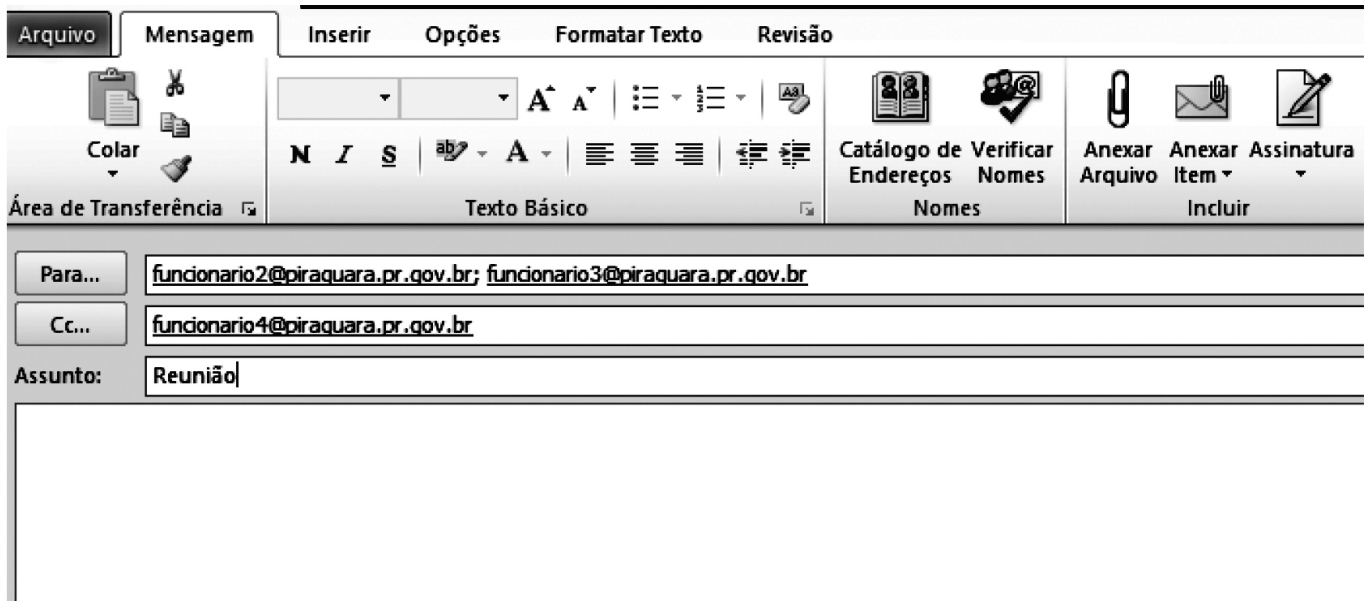 Arquivo Mensagem Inserir Opções Formatar Texto Revisão
Colar
N I S ab A
Catálogo de Endereços Verificar Nomes Anexar Arquivo Anexar Item Assinatura
Área de Transferência Texto Básico Nomes Incluir
Para... funcionario2@piraquara.pr.gov.br; funcionario3@piraquara.pr.gov.br
Cc... funcionario4@piraquara.pr.gov.br
Assunto: Reunião